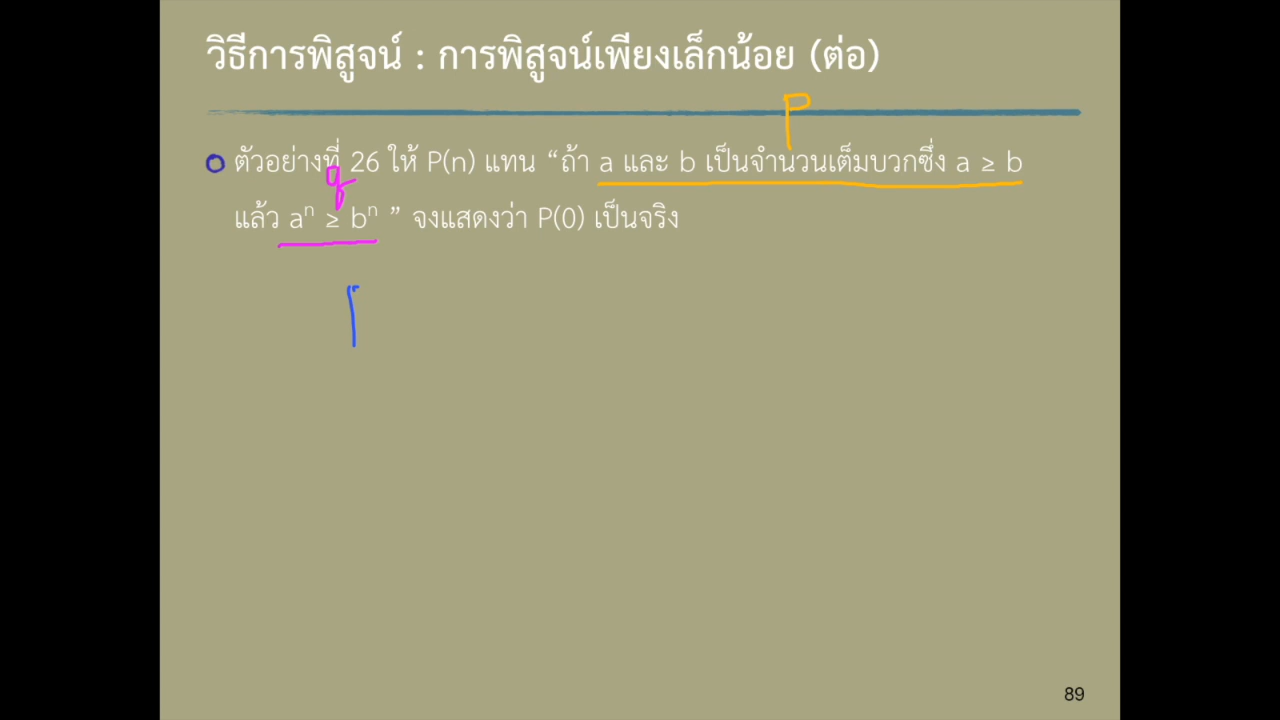 วิธีการพิสูจน์ : การพิสูจน์เพียงเล็กน้อย (ต่อ)
P
ตัวอย่างที่ 26 ให้ P(n) แทน “ถ้า a และ b เป็นจำนวนเต็มบวกซึ่ง a ≥ b
q
แล้ว aⁿ ≥ bⁿ ” จงแสดงว่า P(0) เป็นจริง
89